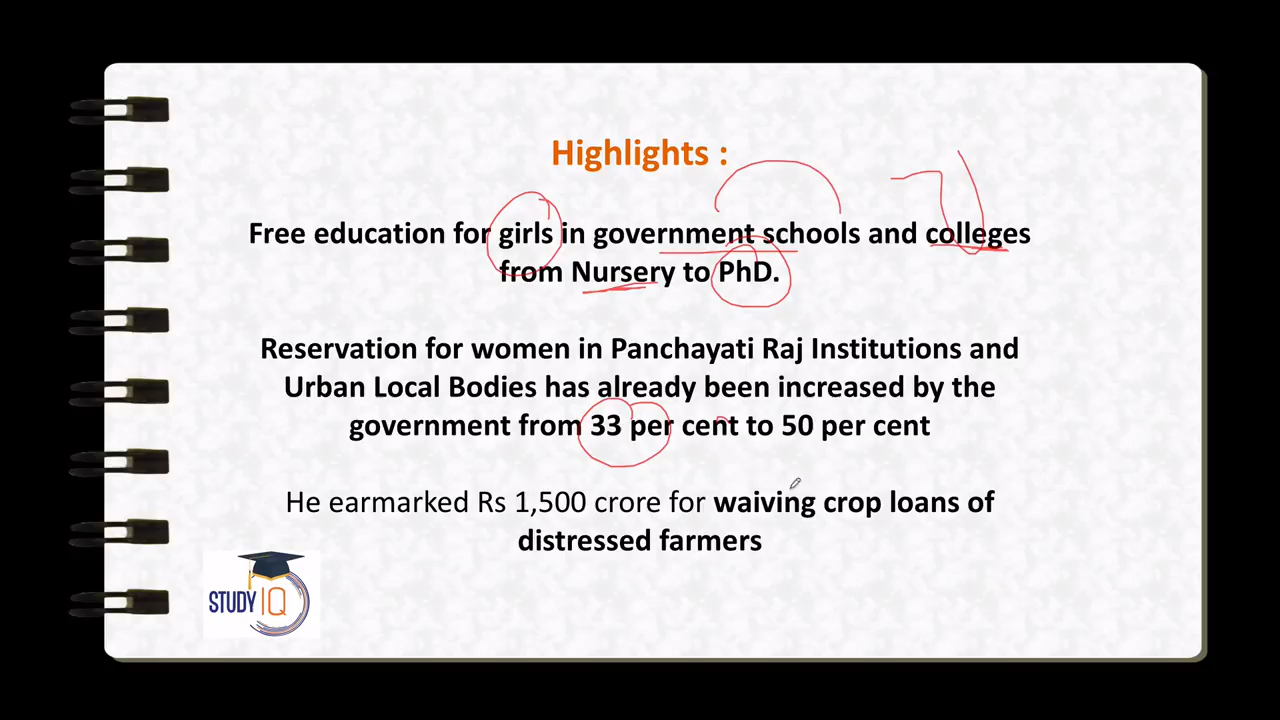 Highlights :
Free education for girls in government schools and colleges
from Nursery to PhD.
Reservation for women in Panchayati Raj Institutions and
Urban Local Bodies has already been increased by the
government from 33 per cent to 50 per cent
He earmarked Rs 1,500 crore for waiving crop loans of
distressed farmers
STUDY IQ